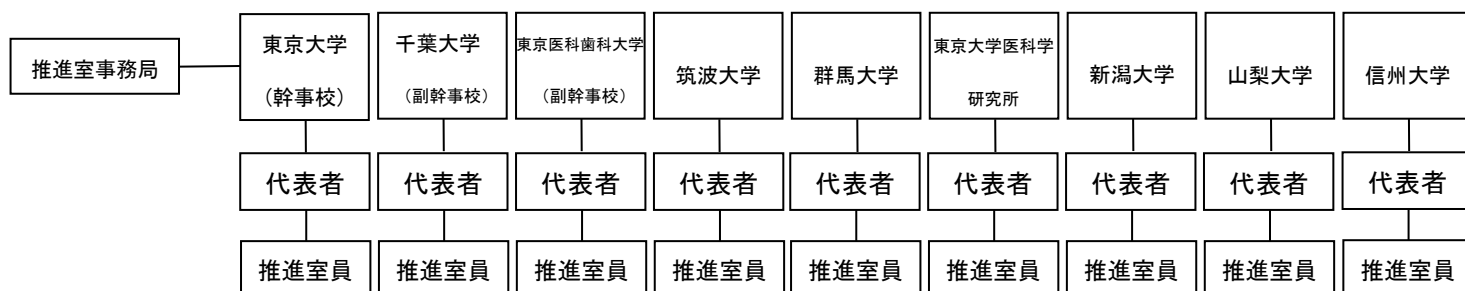 推進室事務局
東京大学
（幹事校）
千葉大学
（副幹事校）
東京医科歯科大学
（副幹事校）
筑波大学
群馬大学
東京大学医科学
研究所
新潟大学
山梨大学
信州大学
代表者
代表者
代表者
代表者
代表者
代表者
代表者
代表者
代表者
推進室員
推進室員
推進室員
推進室員
推進室員
推進室員
推進室員
推進室員
推進室員